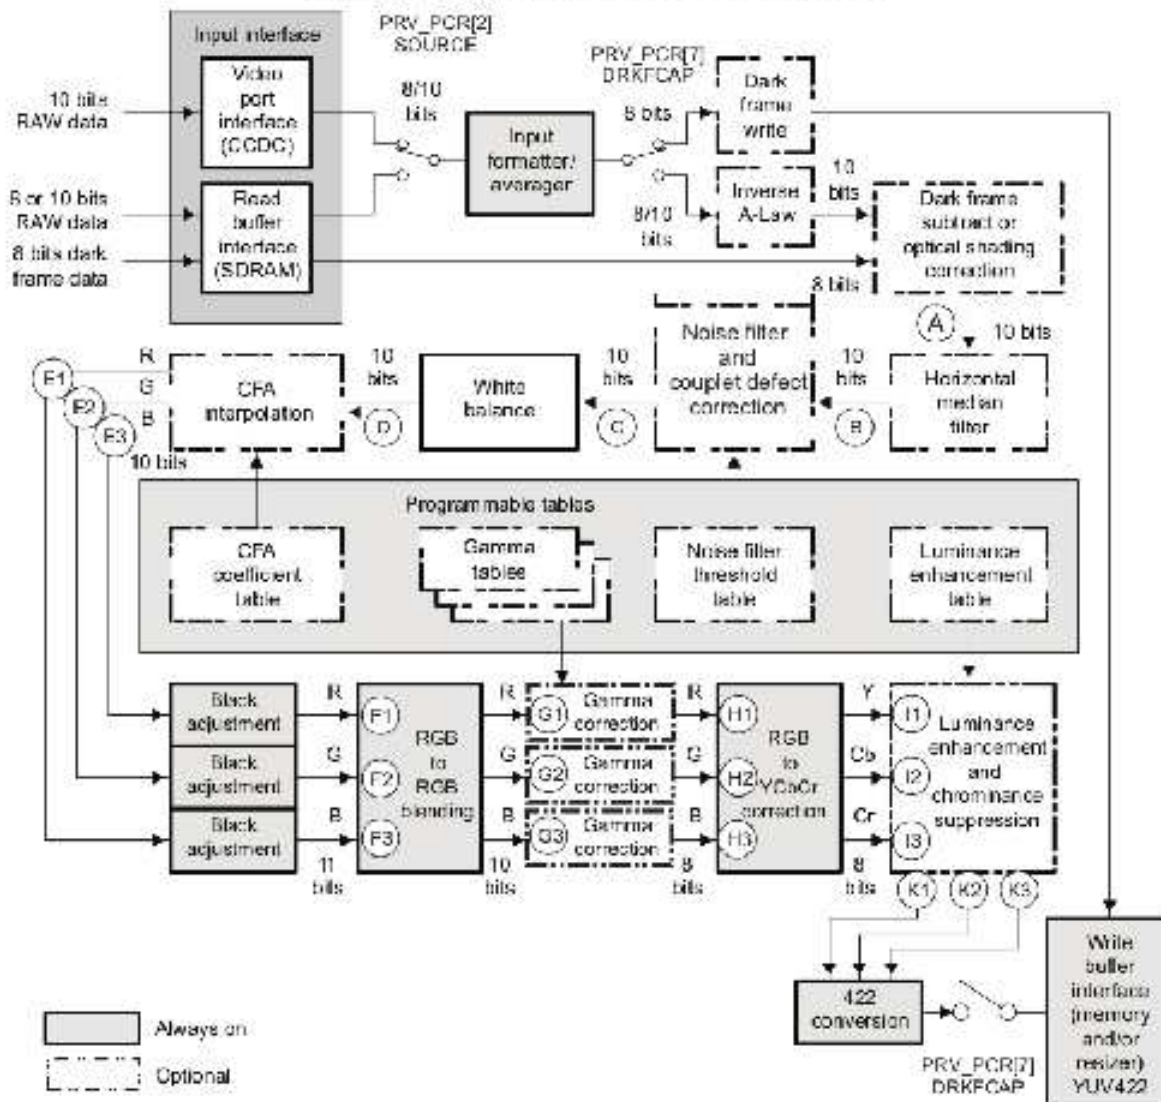 Input interface
PRV_PCR[2]
SOURCE
PRV_PCR[7]
DRKFCAP
10 bits
RAW data
Video
port
interface
(CCDC)
8/10
bits
Input
formatter/
averager
8 bits
Dark
frame
write
8 or 10 bits
RAW data
8 bits dark
frame data
Read
buffer
interface
(SDRAM)
8/10
bits
Inverse
A-Law
10
bits
Dark frame
subtract or
optical shading
correction
8 bits
A
10 bits
R
G
B
E1
E2
E3
10 bits
CFA
interpolation
10
bits
D
White
balance
10
bits
C
Noise filter
and
couplet defect
correction
10
bits
B
Horizontal
median
filter
Programmable tables
CFA
coefficient
table
Gamma
tables
Noise filter
threshold
table
Luminance
enhancement
table
Black
adjustment
Black
adjustment
Black
adjustment
R
G
B
11
bits
F1
F2
F3
RGB
to
RGB
blending
R
G
B
10
bits
G1
Gamma
correction
G2
Gamma
correction
G3
Gamma
correction
R
G
B
8
bits
H1
H2
H3
RGB
to
YCbCr
correction
Y
Cb
Cr
8
bits
I1
I2
I3
Luminance
enhancement
and
chrominance
suppression
K1
K2
K3
422
conversion
PRV_PCR[7]
DRKFCAP
Write
buffer
interface
(memory
and/or
resizer)
YUV422
Always on
Optional